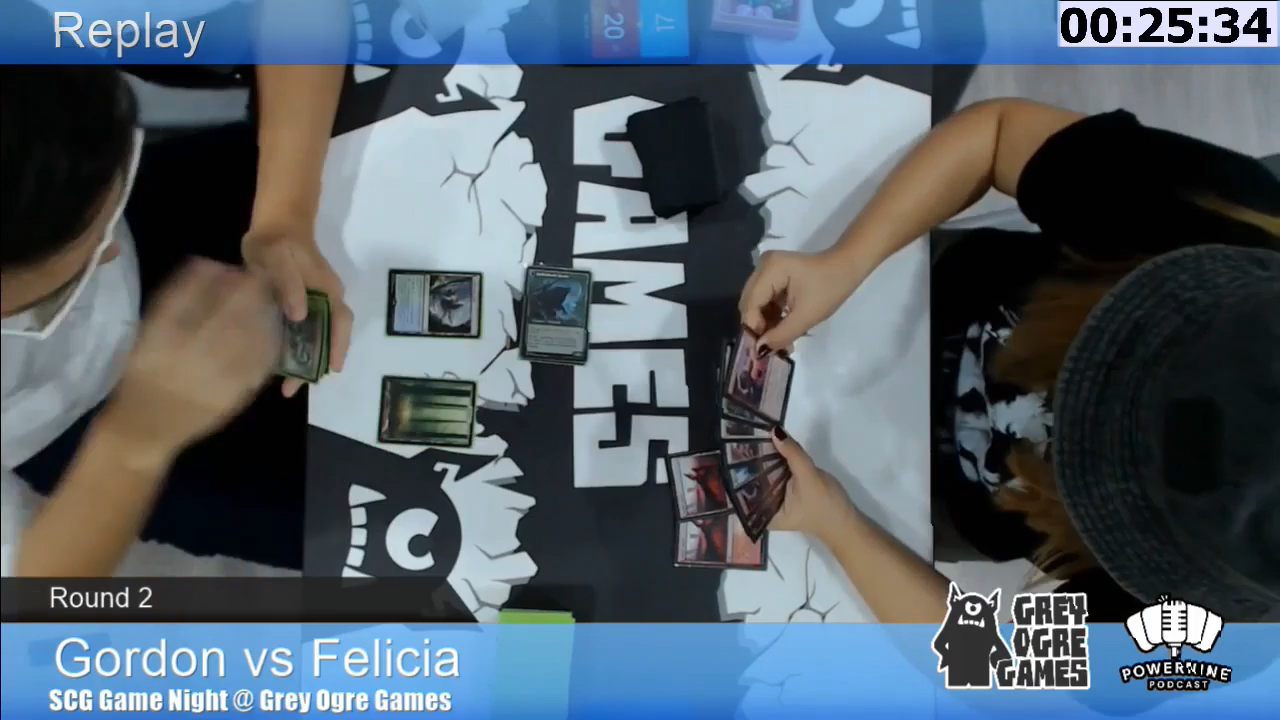 Replay
00:25:34
20
17
GAMES
Round 2
Gordon vs Felicia
SCG Game Night @ Grey Ogre Games
GREY
OGRE
GAMES
POWERNINE
PODCAST